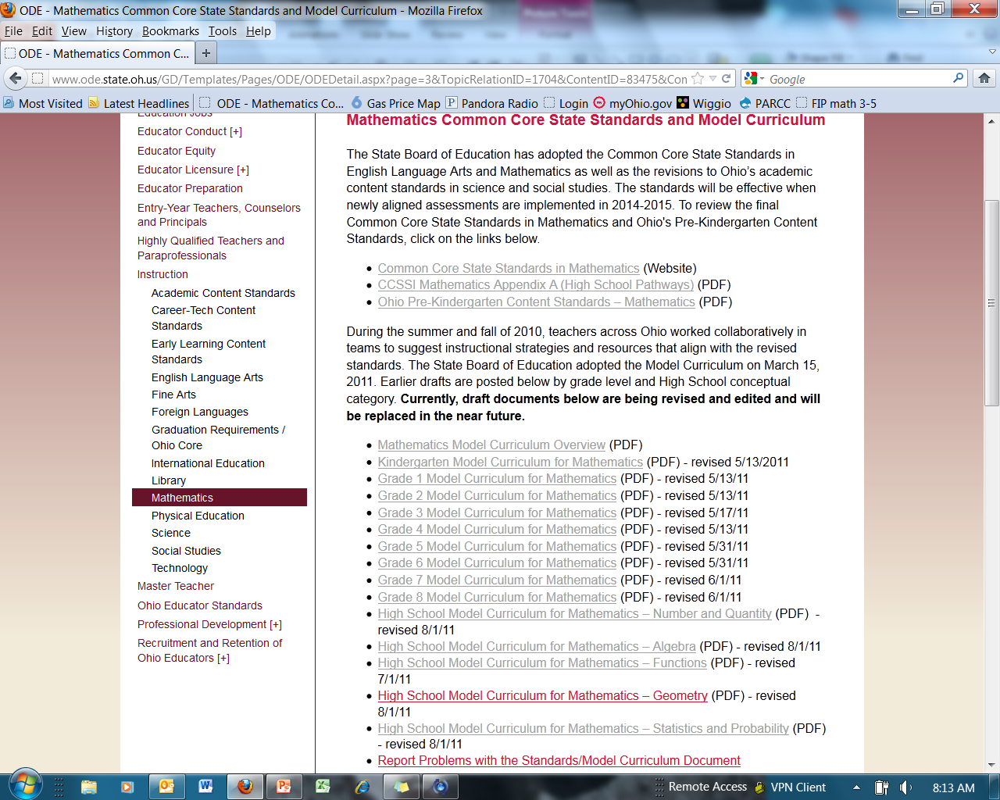 ODE - Mathematics Common Core State Standards and Model Curriculum - Mozilla Firefox
File Edit View History Bookmarks Tools Help
ODE - Mathematics Common C...
www.ode.state.oh.us/GD/Templates/Pages/ODE/ODEDetail.aspx?page=3&TopicRelationID=1704&ContentID=83475&Con
Google
Most Visited Latest Headlines ODE - Mathematics Co... Gas Price Map Pandora Radio Login myOhio.gov Wiggio PARCC FIP math 3-5
Education Jobs
Educator Conduct [+]
Educator Equity
Educator Licensure [+]
Educator Preparation
Entry-Year Teachers, Counselors
and Principals
Highly Qualified Teachers and
Paraprofessionals
Instruction
Academic Content Standards
Career-Tech Content
Standards
Early Learning Content
Standards
English Language Arts
Fine Arts
Foreign Languages
Graduation Requirements /
Ohio Core
International Education
Library
Mathematics
Physical Education
Science
Social Studies
Technology
Master Teacher
Ohio Educator Standards
Professional Development [+]
Recruitment and Retention of
Ohio Educators [+]
Mathematics Common Core State Standards and Model Curriculum
The State Board of Education has adopted the Common Core State Standards in
English Language Arts and Mathematics as well as the revisions to Ohio's academic
content standards in science and social studies. The standards will be effective when
newly aligned assessments are implemented in 2014-2015. To review the final
Common Core State Standards in Mathematics and Ohio's Pre-Kindergarten Content
Standards, click on the links below.
Common Core State Standards in Mathematics (Website)
CCSSI Mathematics Appendix A (High School Pathways) (PDF)
Ohio Pre-Kindergarten Content Standards – Mathematics (PDF)
During the summer and fall of 2010, teachers across Ohio worked collaboratively in
teams to suggest instructional strategies and resources that align with the revised
standards. The State Board of Education adopted the Model Curriculum on March 15,
2011. Earlier drafts are posted below by grade level and High School conceptual
category. Currently, draft documents below are being revised and edited and will
be replaced in the near future.
Mathematics Model Curriculum Overview (PDF)
Kindergarten Model Curriculum for Mathematics (PDF) - revised 5/13/2011
Grade 1 Model Curriculum for Mathematics (PDF) - revised 5/13/11
Grade 2 Model Curriculum for Mathematics (PDF) - revised 5/13/11
Grade 3 Model Curriculum for Mathematics (PDF) - revised 5/17/11
Grade 4 Model Curriculum for Mathematics (PDF) - revised 5/13/11
Grade 5 Model Curriculum for Mathematics (PDF) - revised 5/31/11
Grade 6 Model Curriculum for Mathematics (PDF) - revised 5/31/11
Grade 7 Model Curriculum for Mathematics (PDF) - revised 6/1/11
Grade 8 Model Curriculum for Mathematics (PDF) - revised 6/1/11
High School Model Curriculum for Mathematics – Number and Quantity (PDF) -
revised 8/1/11
High School Model Curriculum for Mathematics – Algebra (PDF) - revised 8/1/11
High School Model Curriculum for Mathematics – Functions (PDF) - revised
7/1/11
High School Model Curriculum for Mathematics – Geometry (PDF) - revised
8/1/11
High School Model Curriculum for Mathematics – Statistics and Probability (PDF)
- revised 8/1/11
Report Problems with the Standards/Model Curriculum Document
Remote Access VPN Client 8:13 AM